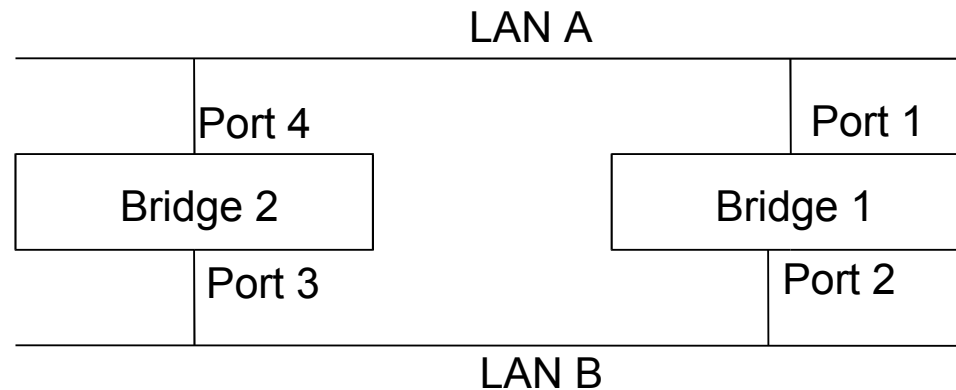 LAN A
Port 4
Port 1
Bridge 2
Bridge 1
Port 3
Port 2
LAN B